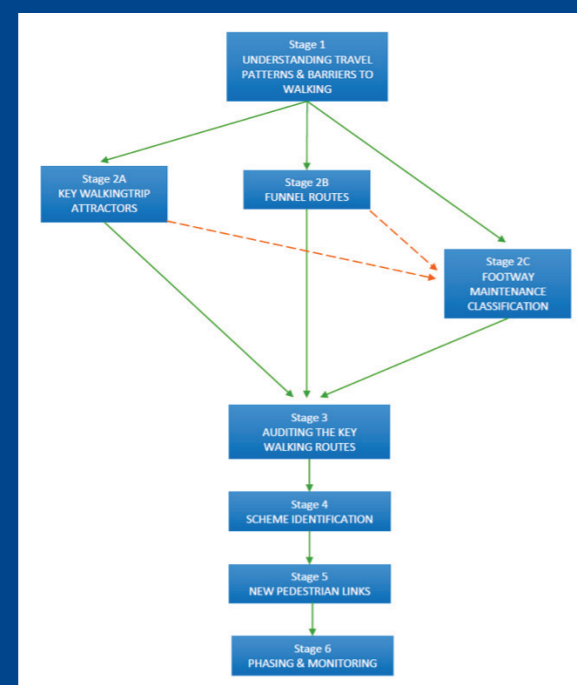 Stage 1
UNDERSTANDING TRAVEL
PATTERNS & BARRIERS TO
WALKING
Stage 2A
KEY WALKINGTRIP
ATTRACTORS
Stage 2B
FUNNEL ROUTES
Stage 2C
FOOTWAY
MAINTENANCE
CLASSIFICATION
Stage 3
AUDITING THE KEY
WALKING ROUTES
Stage 4
SCHEME IDENTIFICATION
Stage 5
NEW PEDESTRIAN LINKS
Stage 6
PHASING & MONITORING